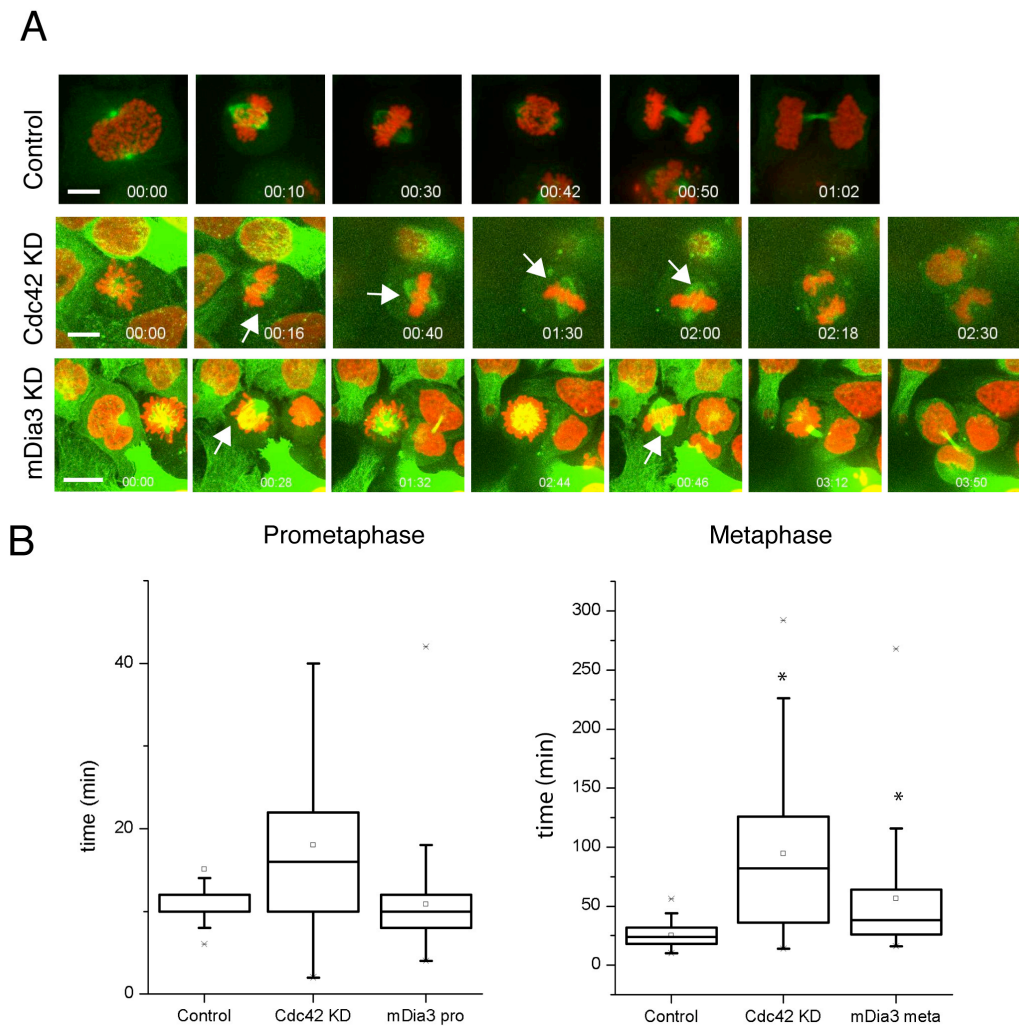 A
Control
00:00
00:10
00:30
00:42
00:50
01:02
Cdc42 KD
00:00
00:16
00:40
01:30
02:00
02:18
02:30
mDia3 KD
00:00
00:28
01:32
02:44
00:46
03:12
03:50
B
Prometaphase
time (min)
40
20
0
Control
Cdc42 KD
mDia3 pro
Metaphase
time (min)
300
250
200
150
100
50
0
*
*
Control
Cdc42 KD
mDia3 meta